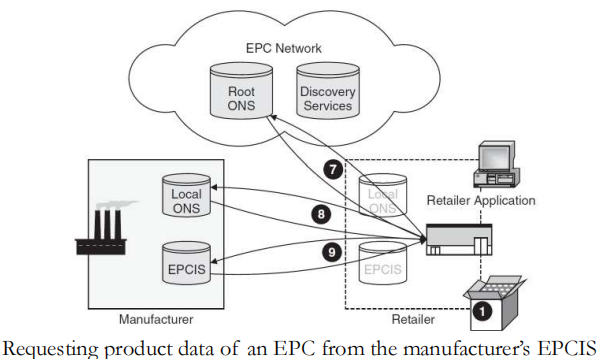 EPC Network
Root
ONS
Discovery
Services
7
Local
ONS
Local
ONS
Retailer Application
8
9
EPCIS
EPCIS
1
Manufacturer
Retailer
Requesting product data of an EPC from the manufacturer's EPCIS